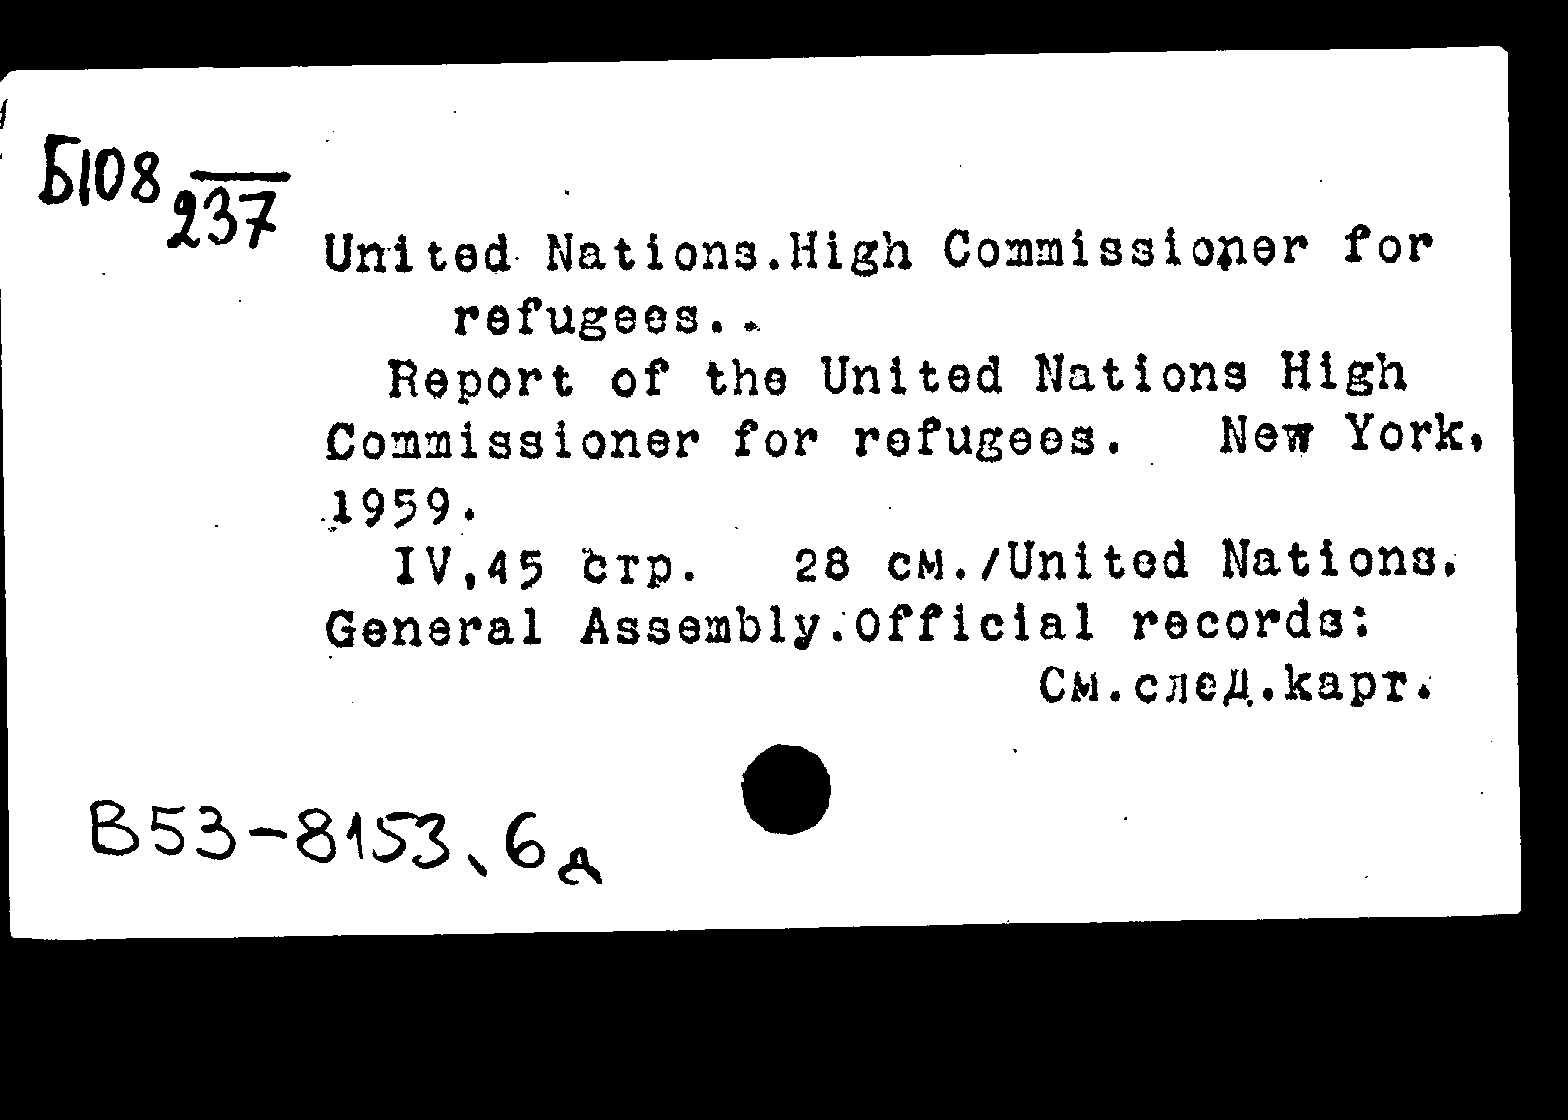 Б108
237
United Nations.High Commissioner for
refugees..
Report of the United Nations High
Commissioner for refugees. New York,
1959.
IV,45 стр. 28 см./United Nations.
General Assembly.Official records:
См.след.карт.
В53-8153, 6д